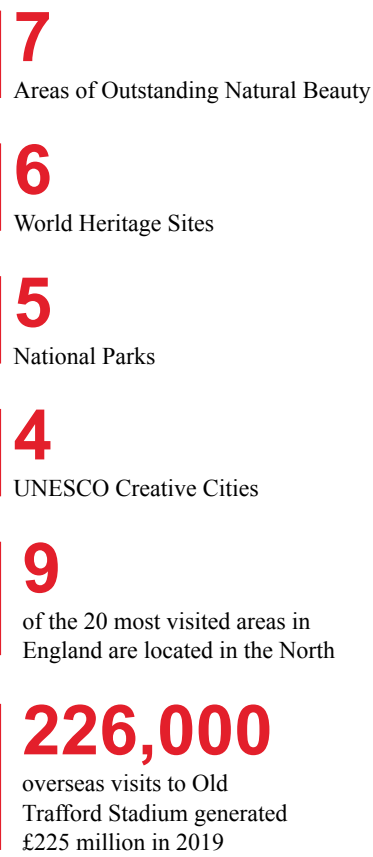 7
Areas of Outstanding Natural Beauty
6
World Heritage Sites
5
National Parks
4
UNESCO Creative Cities
9
of the 20 most visited areas in
England are located in the North
226,000
overseas visits to Old
Trafford Stadium generated
£225 million in 2019